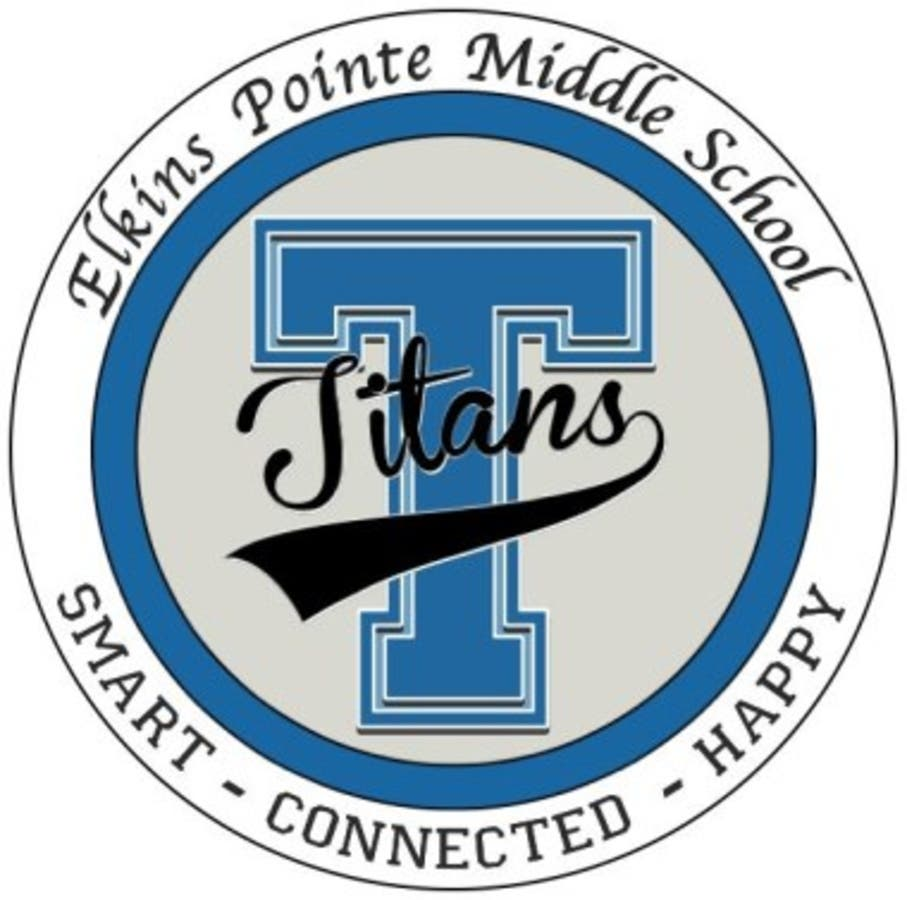 Elkins Pointe Middle School
T
Titans
SMART - CONNECTED - HAPPY